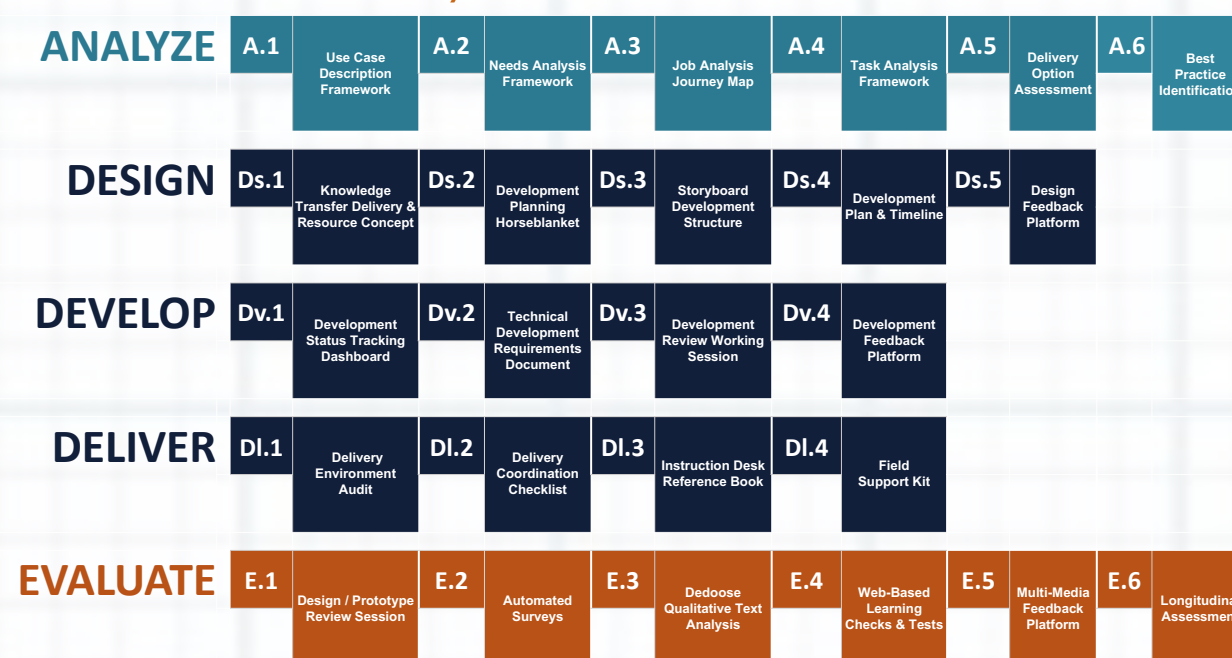 ANALYZE
A.1
Use Case
Description
Framework
A.2
Needs Analysis
Framework
A.3
Job Analysis
Journey Map
A.4
Task Analysis
Framework
A.5
Delivery
Option
Assessment
A.6
Best
Practice
Identificatio
DESIGN
Ds.1
Knowledge
Transfer Delivery &
Resource Concept
Ds.2
Development
Planning
Horseblanket
Ds.3
Storyboard
Development
Structure
Ds.4
Development
Plan & Timeline
Ds.5
Design
Feedback
Platform
DEVELOP
Dv.1
Development
Status Tracking
Dashboard
Dv.2
Technical
Development
Requirements
Document
Dv.3
Development
Review Working
Session
Dv.4
Development
Feedback
Platform
DELIVER
Dl.1
Delivery
Environment
Audit
Dl.2
Delivery
Coordination
Checklist
Dl.3
Instruction Desk
Reference Book
Dl.4
Field
Support Kit
EVALUATE
E.1
Design / Prototype
Review Session
E.2
Automated
Surveys
E.3
Dedoose
Qualitative Text
Analysis
E.4
Web-Based
Learning
Checks & Tests
E.5
Multi-Media
Feedback
Platform
E.6
Longitudina
Assessmen